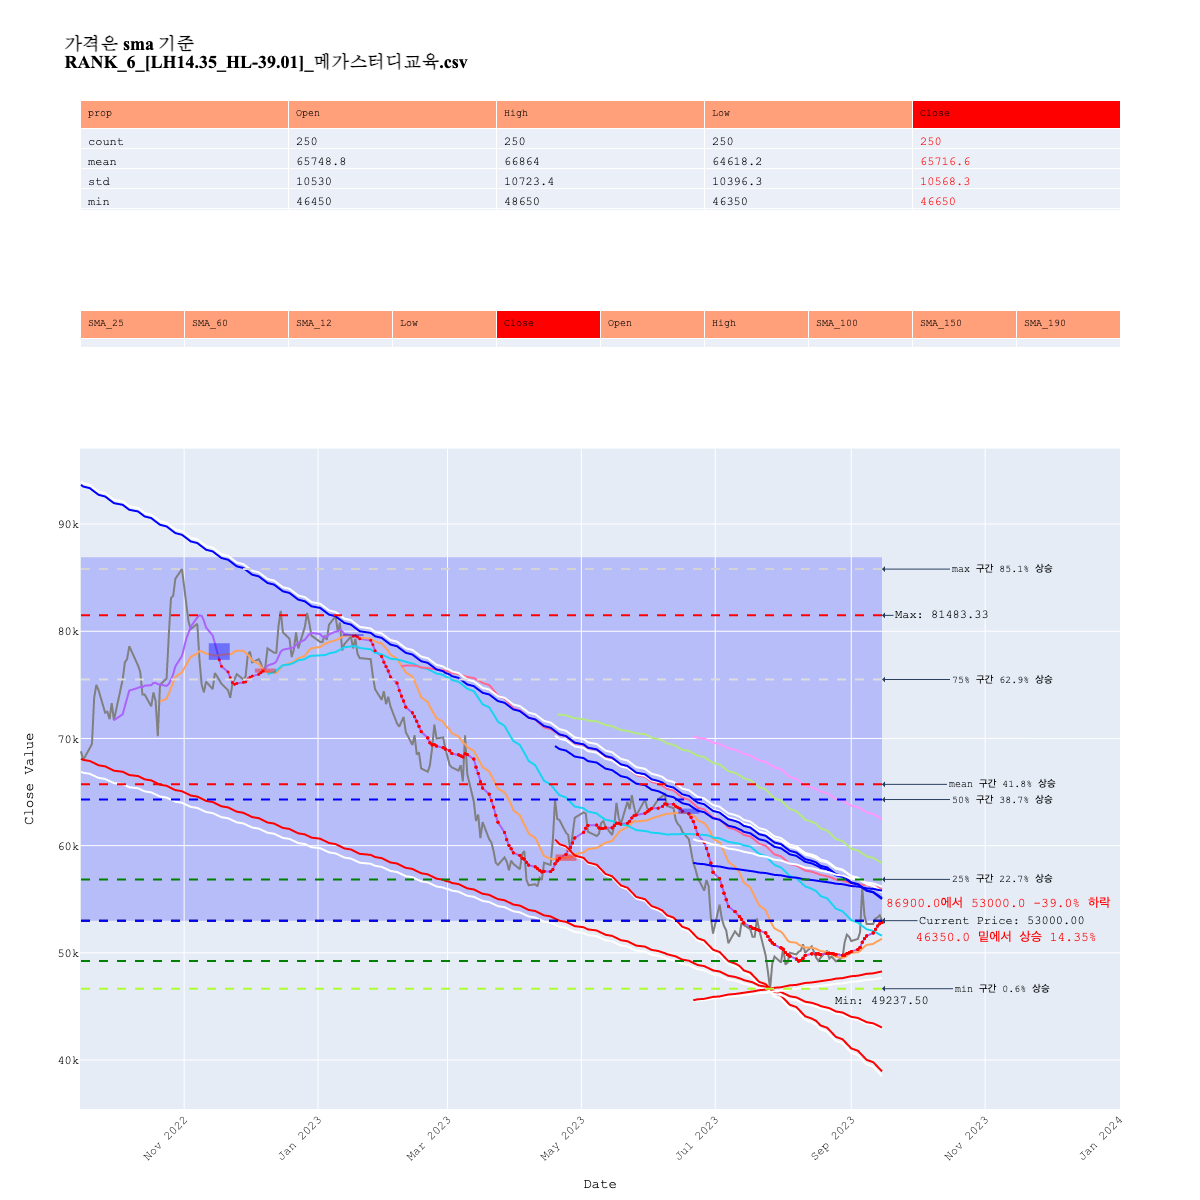 가격은 sma 기준
RANK_6_[LH14.35_HL-39.01]_메가스터디교육.csv
prop Open High Low Close
count 250 250 250 250
mean 65748.8 66864 64618.2 65716.6
std 10530 10723.4 10396.3 10568.3
min 46450 48650 46350 46650
SMA_25 SMA_60 SMA_12 Low Close Open High SMA_100 SMA_150 SMA_190
90k
80k
70k
60k
50k
40k
Close Value
max 구간 85.1% 상승
Max: 81483.33
75% 구간 62.9% 상승
mean 구간 41.8% 상승
50% 구간 38.7% 상승
25% 구간 22.7% 상승
86900.0에서 53000.0 -39.0% 하락
Current Price: 53000.00
46350.0 밑에서 상승 14.35%
min 구간 0.6% 상승
Min: 49237.50
Nov 2022 Jan 2023 Mar 2023 May 2023 Jul 2023 Sep 2023 Nov 2023 Jan 2024
Date